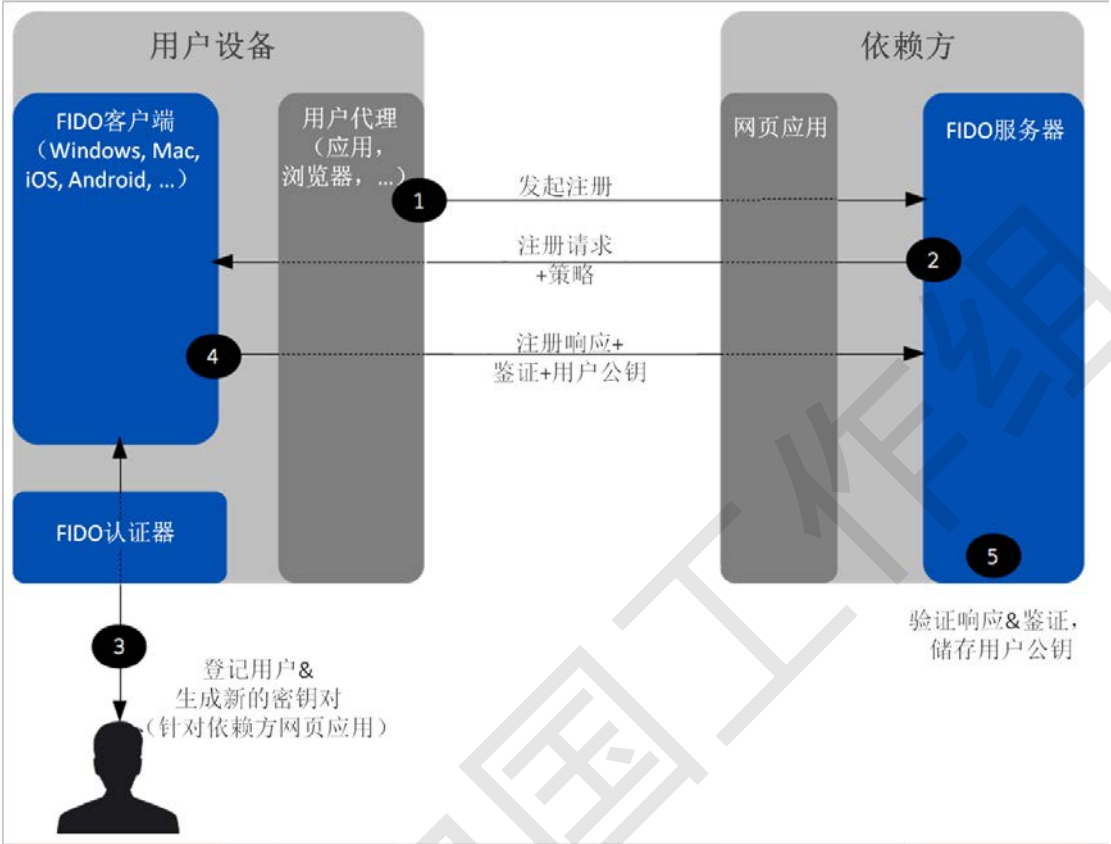 用户设备
依赖方
FIDO客户端
（Windows, Mac,
iOS, Android, …）
用户代理
（应用，
浏览器，…）
网页应用
FIDO服务器
1
发起注册
注册请求
+策略
2
4
注册响应+
鉴证+用户公钥
FIDO认证器
5
验证响应&鉴证，
储存用户公钥
3
登记用户&
生成新的密钥对
（针对依赖方网页应用）
国工作组